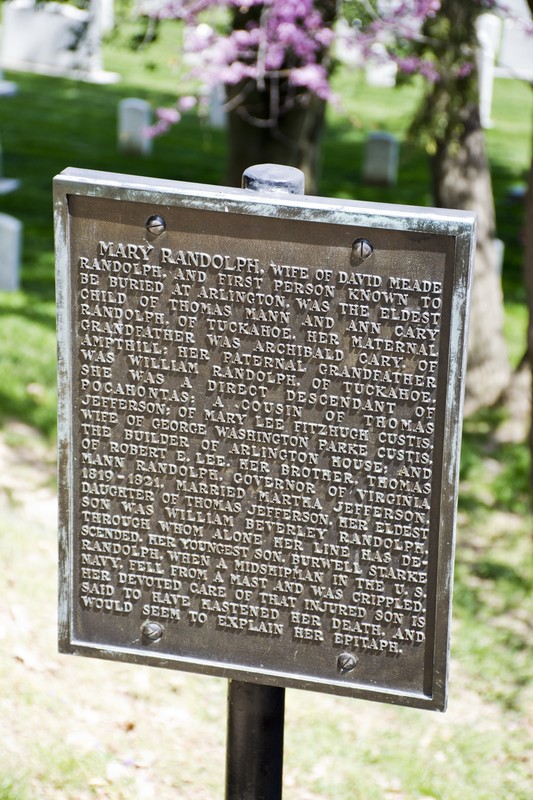 MARY RANDOLPH, WIFE OF DAVID MEADE
RANDOLPH, AND FIRST PERSON KNOWN TO
BE BURIED AT ARLINGTON, WAS THE ELDEST
CHILD OF THOMAS MANN AND ANN CARY
RANDOLPH, OF TUCKAHOE. HER MATERNAL
GRANDFATHER WAS ARCHIBALD CARY, OF
AMPTHILL; HER PATERNAL GRANDFATHER
WAS WILLIAM RANDOLPH, OF TUCKAHOE.
SHE WAS A DIRECT DESCENDANT OF
POCAHONTAS; A COUSIN OF THOMAS
JEFFERSON; OF MARY LEE FITZHUGH CUSTIS,
WIFE OF GEORGE WASHINGTON PARKE CUSTIS,
THE BUILDER OF ARLINGTON HOUSE; AND
OF ROBERT E. LEE. HER BROTHER, THOMAS
MANN RANDOLPH, GOVERNOR OF VIRGINIA
1819-1821, MARRIED MARTHA JEFFERSON,
DAUGHTER OF THOMAS JEFFERSON. HER ELDEST
SON WAS WILLIAM BEVERLEY RANDOLPH,
THROUGH WHOM ALONE HER LINE HAS DE-
SCENDED. HER YOUNGEST SON, BURWELL STARKE
RANDOLPH, WHEN A MIDSHIPMAN IN THE U. S.
NAVY, FELL FROM A MAST AND WAS CRIPPLED.
HER DEVOTED CARE OF THAT INJURED SON IS
SAID TO HAVE HASTENED HER DEATH, AND
WOULD SEEM TO EXPLAIN HER EPITAPH.